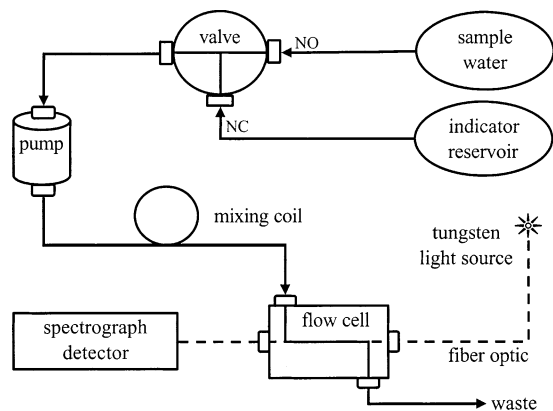 valve
NO
sample
water
NC
indicator
reservoir
pump
mixing coil
tungsten
light source
spectrograph
detector
flow cell
fiber optic
waste